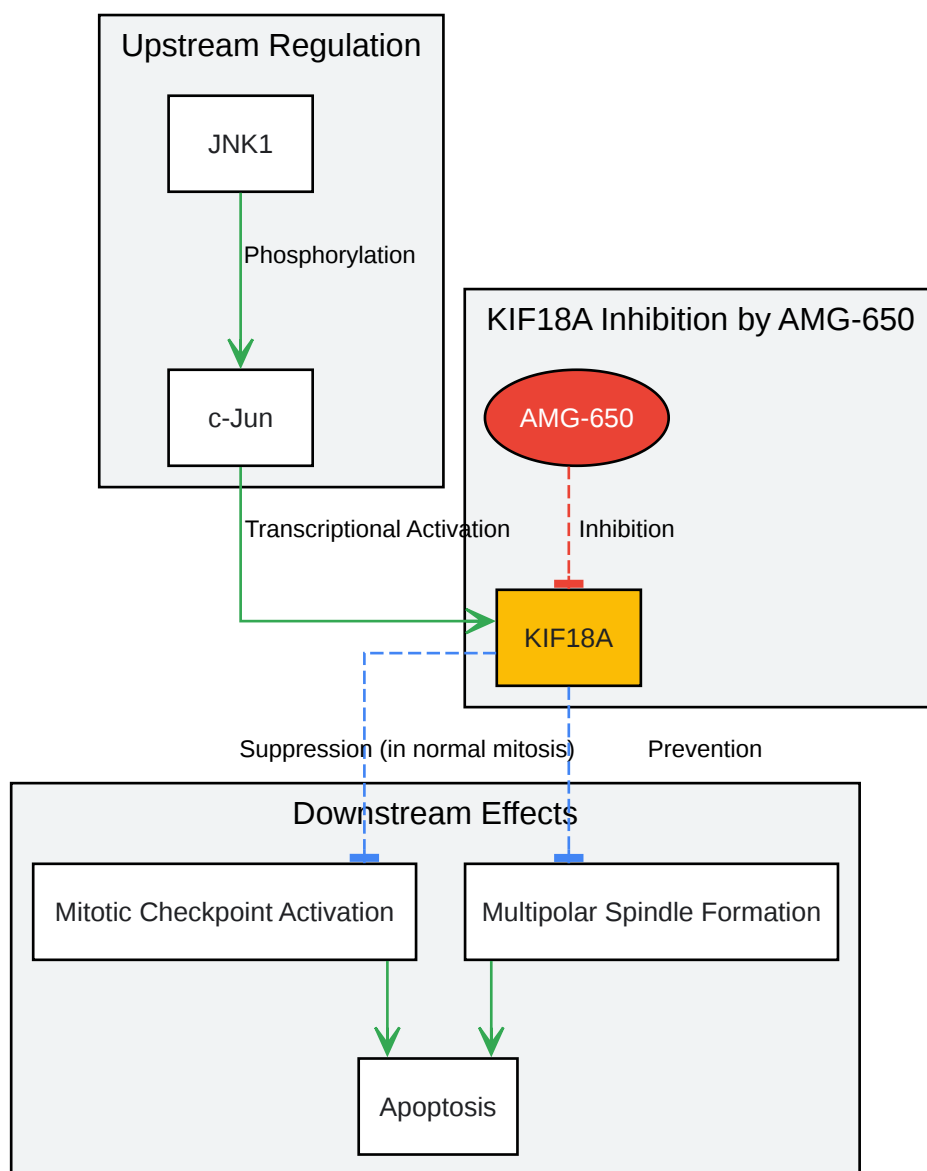 Upstream Regulation
JNK1
Phosphorylation
KIF18A Inhibition by AMG-650
c-Jun
AMG-650
Transcriptional Activation
Inhibition
KIF18A
Suppression (in normal mitosis)
Prevention
Downstream Effects
Mitotic Checkpoint Activation
Multipolar Spindle Formation
Apoptosis